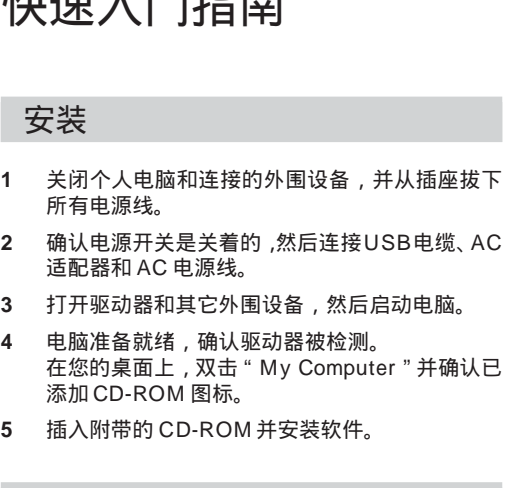 快速入门指南
安装
1 关闭个人电脑和连接的外围设备，并从插座拔下
所有电源线。
2 确认电源开关是关着的，然后连接USB电缆、AC
适配器和 AC 电源线。
3 打开驱动器和其它外围设备，然后启动电脑。
4 电脑准备就绪，确认驱动器被检测。
在您的桌面上，双击“My Computer”并确认已
添加 CD-ROM 图标。
5 插入附带的 CD-ROM 并安装软件。